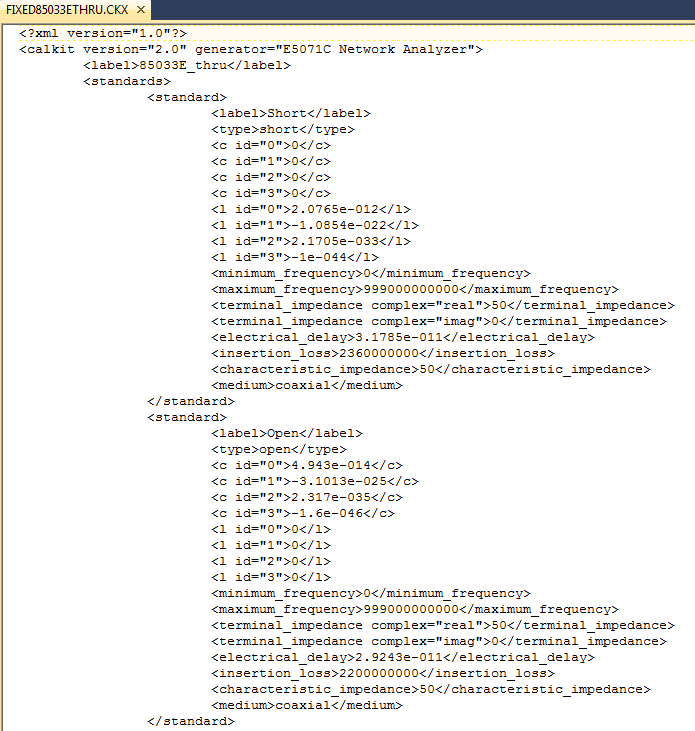 FIXED85033ETHRU.CKX ×
<?xml version="1.0"?>
<calkit version="2.0" generator="E5071C Network Analyzer">
<label>85033E_thru</label>
<standards>
<standard>
<label>Short</label>
<type>short</type>
<c id="0">0</c>
<c id="1">0</c>
<c id="2">0</c>
<c id="3">0</c>
<l id="0">2.0765e-012</l>
<l id="1">-1.0854e-022</l>
<l id="2">2.1705e-033</l>
<l id="3">-1e-044</l>
<minimum_frequency>0</minimum_frequency>
<maximum_frequency>999000000000</maximum_frequency>
<terminal_impedance complex="real">50</terminal_impedance>
<terminal_impedance complex="imag">0</terminal_impedance>
<electrical_delay>3.1785e-011</electrical_delay>
<insertion_loss>2360000000</insertion_loss>
<characteristic_impedance>50</characteristic_impedance>
<medium>coaxial</medium>
</standard>
<standard>
<label>Open</label>
<type>open</type>
<c id="0">4.943e-014</c>
<c id="1">-3.1013e-025</c>
<c id="2">2.317e-035</c>
<c id="3">-1.6e-046</c>
<l id="0">0</l>
<l id="1">0</l>
<l id="2">0</l>
<l id="3">0</l>
<minimum_frequency>0</minimum_frequency>
<maximum_frequency>999000000000</maximum_frequency>
<terminal_impedance complex="real">50</terminal_impedance>
<terminal_impedance complex="imag">0</terminal_impedance>
<electrical_delay>2.9243e-011</electrical_delay>
<insertion_loss>2200000000</insertion_loss>
<characteristic_impedance>50</characteristic_impedance>
<medium>coaxial</medium>
</standard>